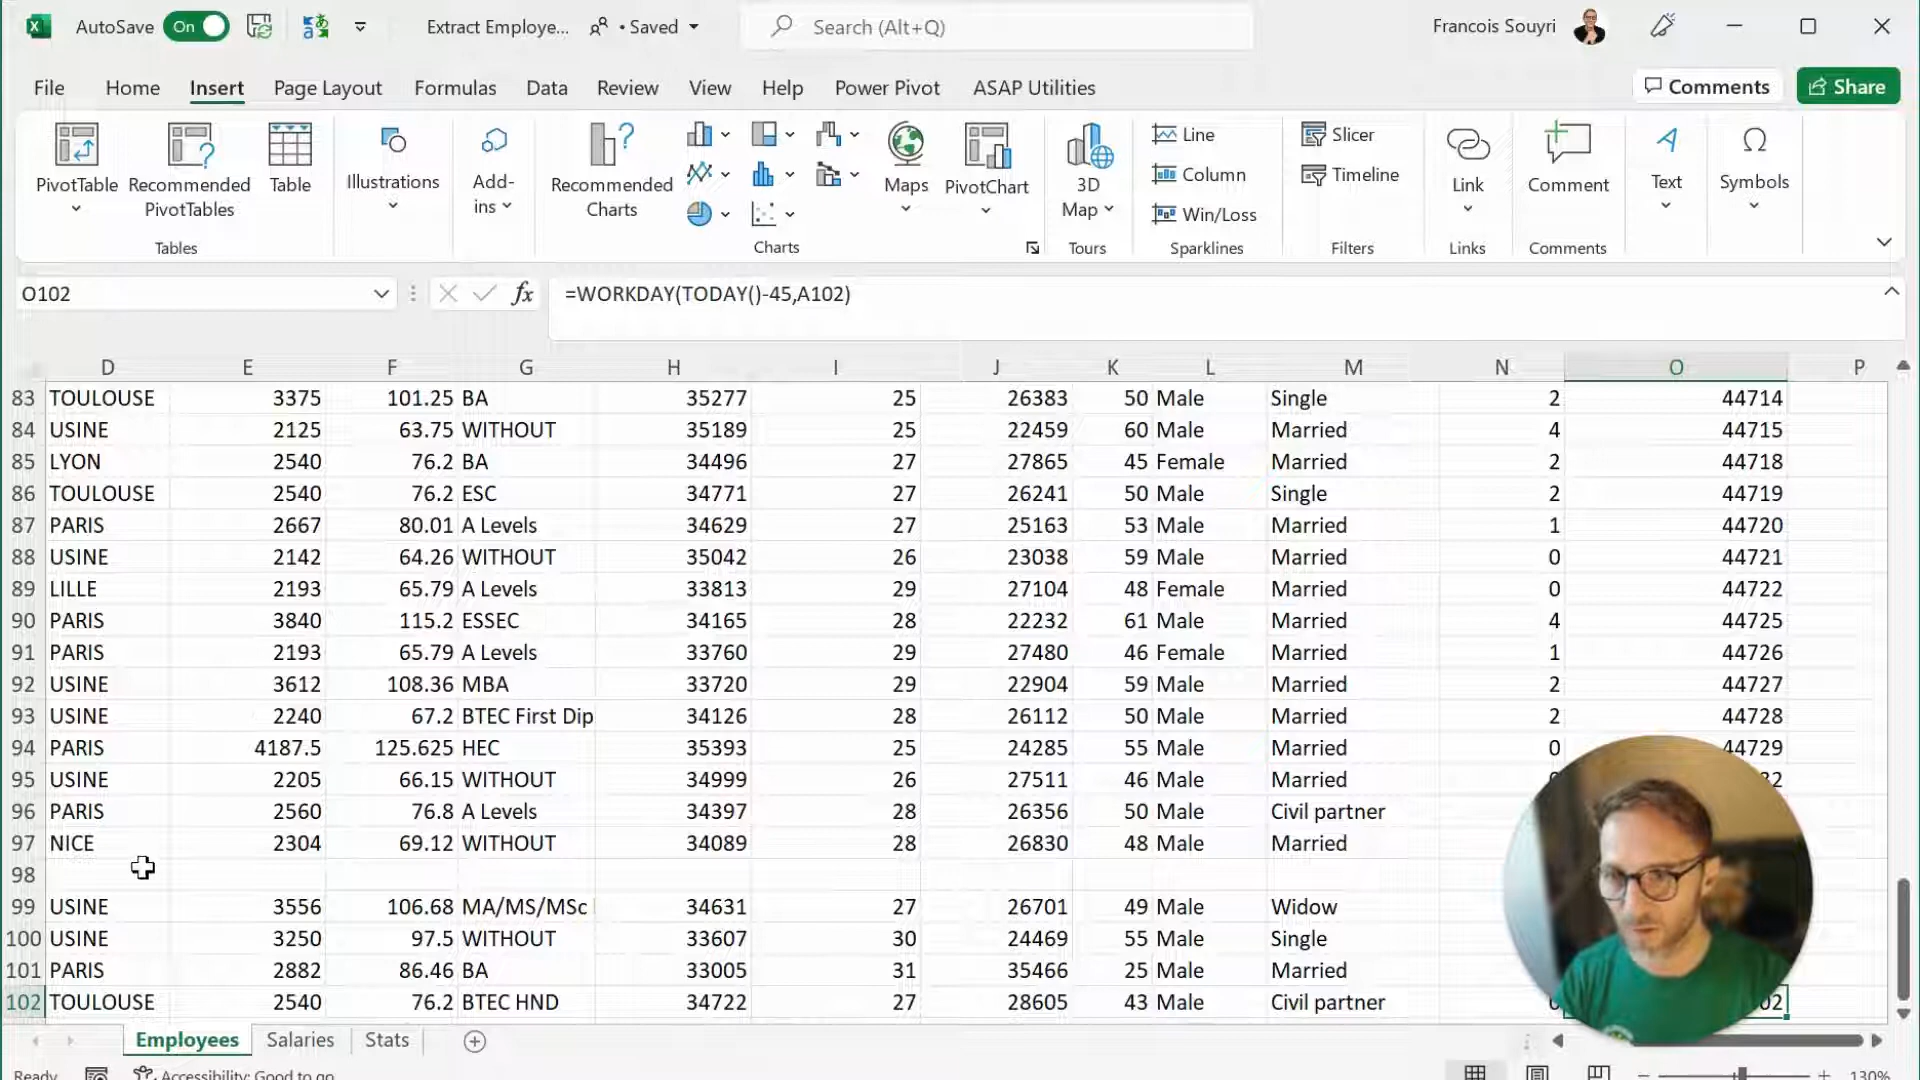 AutoSave On Extract Employe... • Saved Search (Alt+Q) Francois Souyri
File Home Insert Page Layout Formulas Data Review View Help Power Pivot ASAP Utilities Comments Share
PivotTable Recommended PivotTables Table Illustrations Add-ins Recommended Charts Maps PivotChart 3D Map Line Column Win/Loss Slicer Timeline Link Comment Text Symbols
Tables Charts Tours Sparklines Filters Links Comments
O102 fx =WORKDAY(TODAY()-45,A102)
D E F G H I J K L M N O P
83 TOULOUSE 3375 101.25 BA 35277 25 26383 50 Male Single 2 44714
84 USINE 2125 63.75 WITHOUT 35189 25 22459 60 Male Married 4 44715
85 LYON 2540 76.2 BA 34496 27 27865 45 Female Married 2 44718
86 TOULOUSE 2540 76.2 ESC 34771 27 26241 50 Male Single 2 44719
87 PARIS 2667 80.01 A Levels 34629 27 25163 53 Male Married 1 44720
88 USINE 2142 64.26 WITHOUT 35042 26 23038 59 Male Married 0 44721
89 LILLE 2193 65.79 A Levels 33813 29 27104 48 Female Married 0 44722
90 PARIS 3840 115.2 ESSEC 34165 28 22232 61 Male Married 4 44725
91 PARIS 2193 65.79 A Levels 33760 29 27480 46 Female Married 1 44726
92 USINE 3612 108.36 MBA 33720 29 22904 59 Male Married 2 44727
93 USINE 2240 67.2 BTEC First Dip 34126 28 26112 50 Male Married 2 44728
94 PARIS 4187.5 125.625 HEC 35393 25 24285 55 Male Married 0 44729
95 USINE 2205 66.15 WITHOUT 34999 26 27511 46 Male Married
96 PARIS 2560 76.8 A Levels 34397 28 26356 50 Male Civil partner
97 NICE 2304 69.12 WITHOUT 34089 28 26830 48 Male Married
98
99 USINE 3556 106.68 MA/MS/MSc 34631 27 26701 49 Male Widow
100 USINE 3250 97.5 WITHOUT 33607 30 24469 55 Male Single
101 PARIS 2882 86.46 BA 33005 31 35466 25 Male Married
102 TOULOUSE 2540 76.2 BTEC HND 34722 27 28605 43 Male Civil partner
Employees Salaries Stats
Ready Accessibility: Good to go 130%